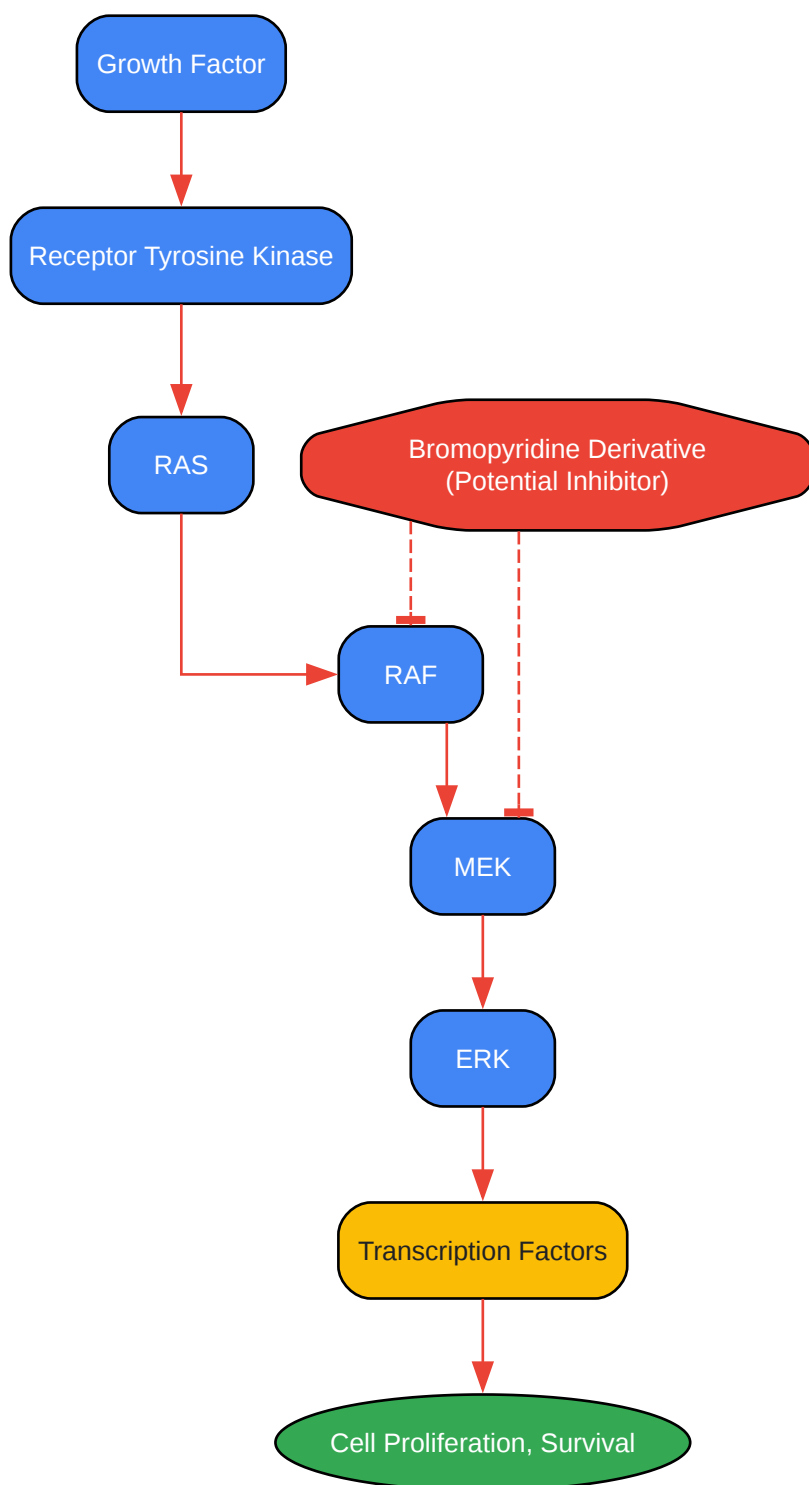 Growth Factor
Receptor Tyrosine Kinase
RAS
Bromopyridine Derivative
(Potential Inhibitor)
RAF
MEK
ERK
Transcription Factors
Cell Proliferation, Survival